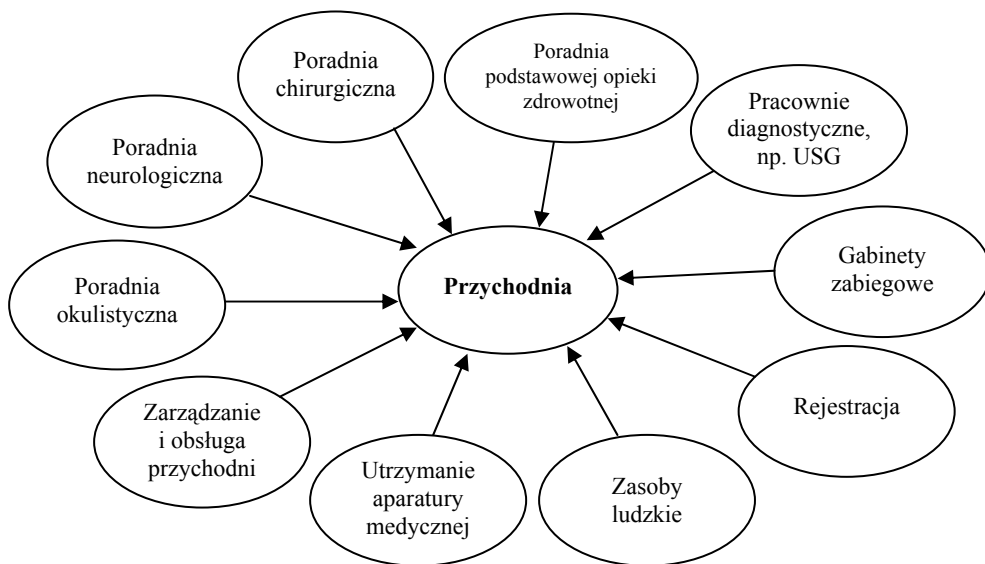 Poradnia
chirurgiczna
Poradnia
podstawowej opieki
zdrowotnej
Pracownie
diagnostyczne,
np. USG
Poradnia
neurologiczna
Gabinety
zabiegowe
Przychodnia
Poradnia
okulistyczna
Rejestracja
Zarządzanie
i obsługa
przychodni
Utrzymanie
aparatury
medycznej
Zasoby
ludzkie